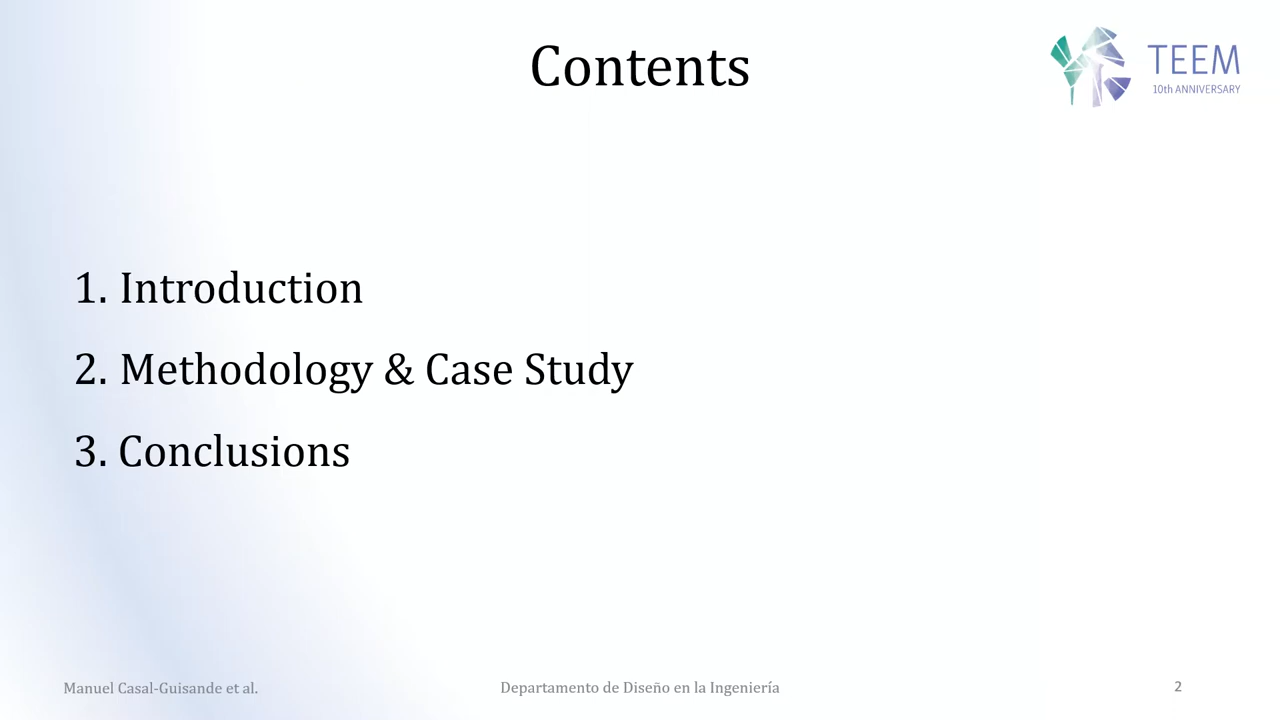 Contents
TEEM
10th ANNIVERSARY
1. Introduction
2. Methodology & Case Study
3. Conclusions
Manuel Casal-Guisande et al.
Departamento de Diseño en la Ingeniería
2